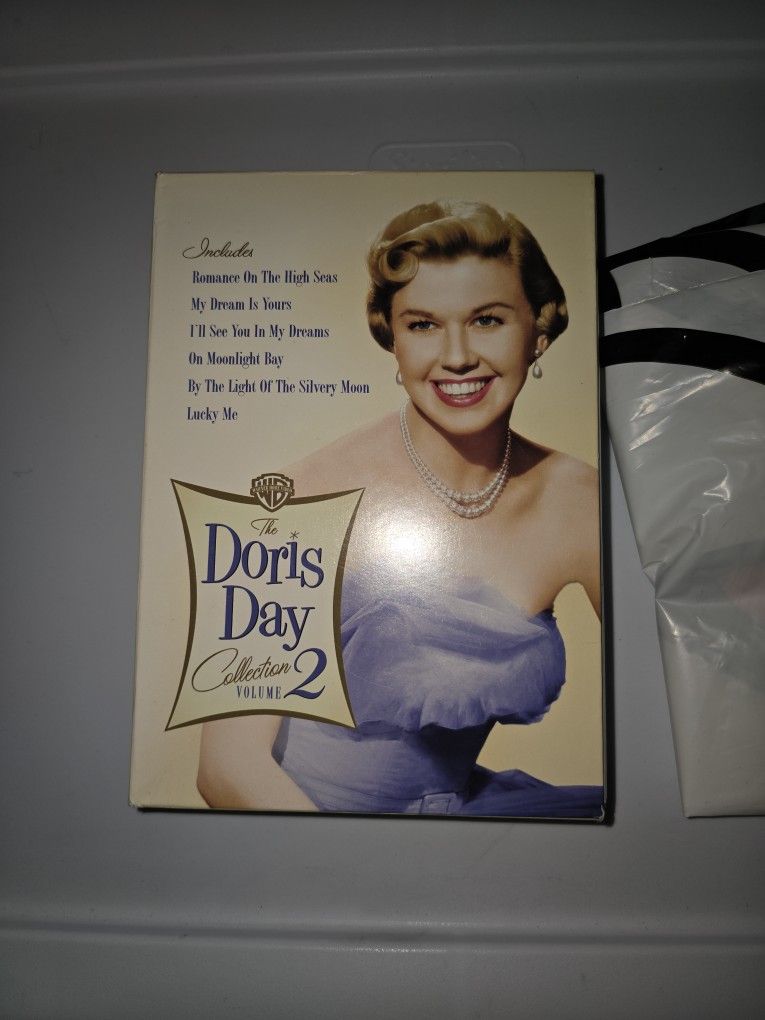 Includes
Romance On The High Seas
My Dream Is Yours
I'll See You In My Dreams
On Moonlight Bay
By The Light Of The Silvery Moon
Lucky Me
WB
The
Doris
Day
Collection
VOLUME 2